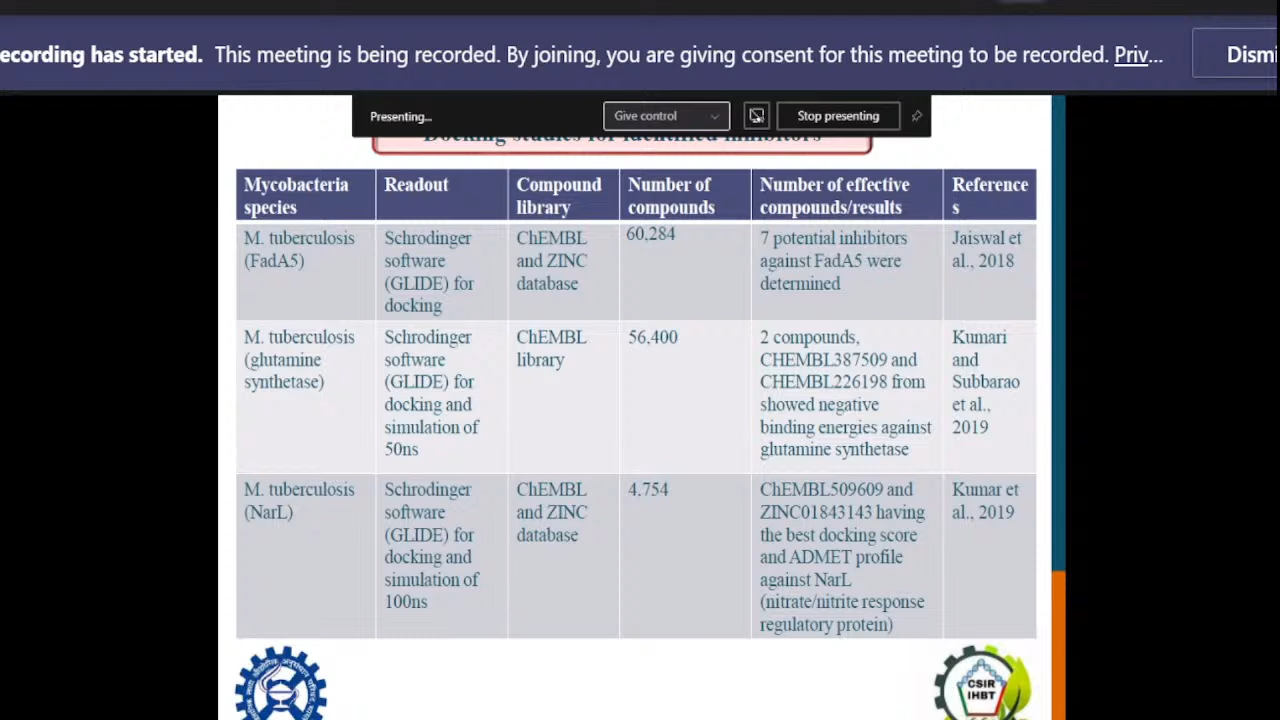 ecording has started. This meeting is being recorded. By joining, you are giving consent for this meeting to be recorded. Priv...
Dismi
Presenting...
Give control
Stop presenting
Docking studies for identified inhibitors
Mycobacteria
species
Readout
Compound
library
Number of
compounds
Number of effective
compounds/results
Reference
s
M. tuberculosis
(FadA5)
Schrodinger
software
(GLIDE) for
docking
ChEMBL
and ZINC
database
60,284
7 potential inhibitors
against FadA5 were
determined
Jaiswal et
al., 2018
M. tuberculosis
(glutamine
synthetase)
Schrodinger
software
(GLIDE) for
docking and
simulation of
50ns
ChEMBL
library
56,400
2 compounds,
CHEMBL387509 and
CHEMBL226198 from
showed negative
binding energies against
glutamine synthetase
Kumari
and
Subbarao
et al.,
2019
M. tuberculosis
(NarL)
Schrodinger
software
(GLIDE) for
docking and
simulation of
100ns
ChEMBL
and ZINC
database
4.754
ChEMBL509609 and
ZINC01843143 having
the best docking score
and ADMET profile
against NarL
(nitrate/nitrite response
regulatory protein)
Kumar et
al., 2019
CSIR
IHBT